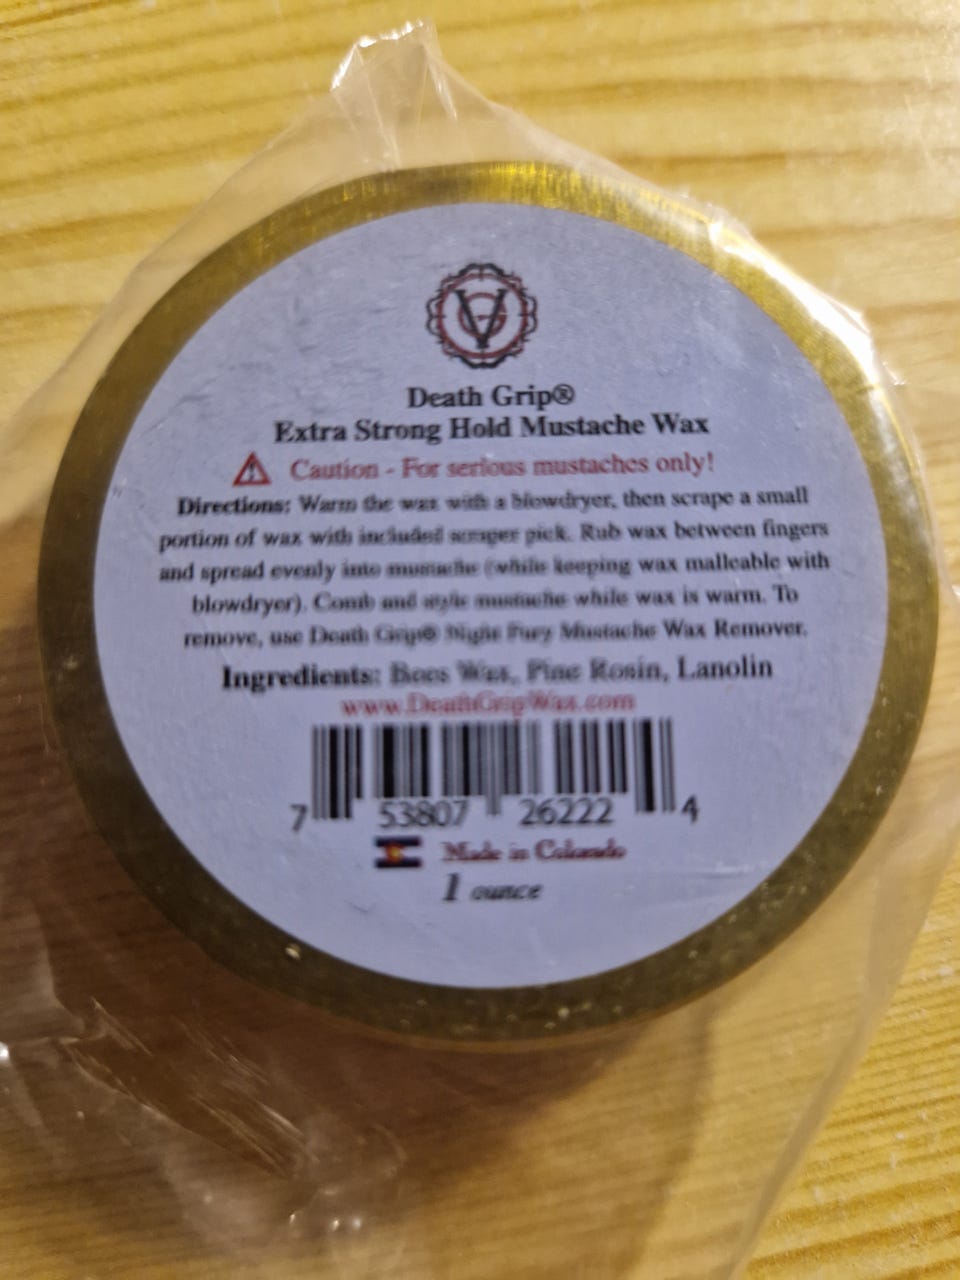 VG
Death Grip®
Extra Strong Hold Mustache Wax
Caution - For serious mustaches only!
Directions: Warm the wax with a blowdryer, then scrape a small
portion of wax with included scraper pick. Rub wax between fingers
and spread evenly into mustache (while keeping wax malleable with
blowdryer). Comb and style mustache while wax is warm. To
remove, use Death Grip® Night Fury Mustache Wax Remover.
Ingredients: Bees Wax, Pine Rosin, Lanolin
www.DeathGripWax.com
7 53807 26222 4
Made in Colorado
1 ounce